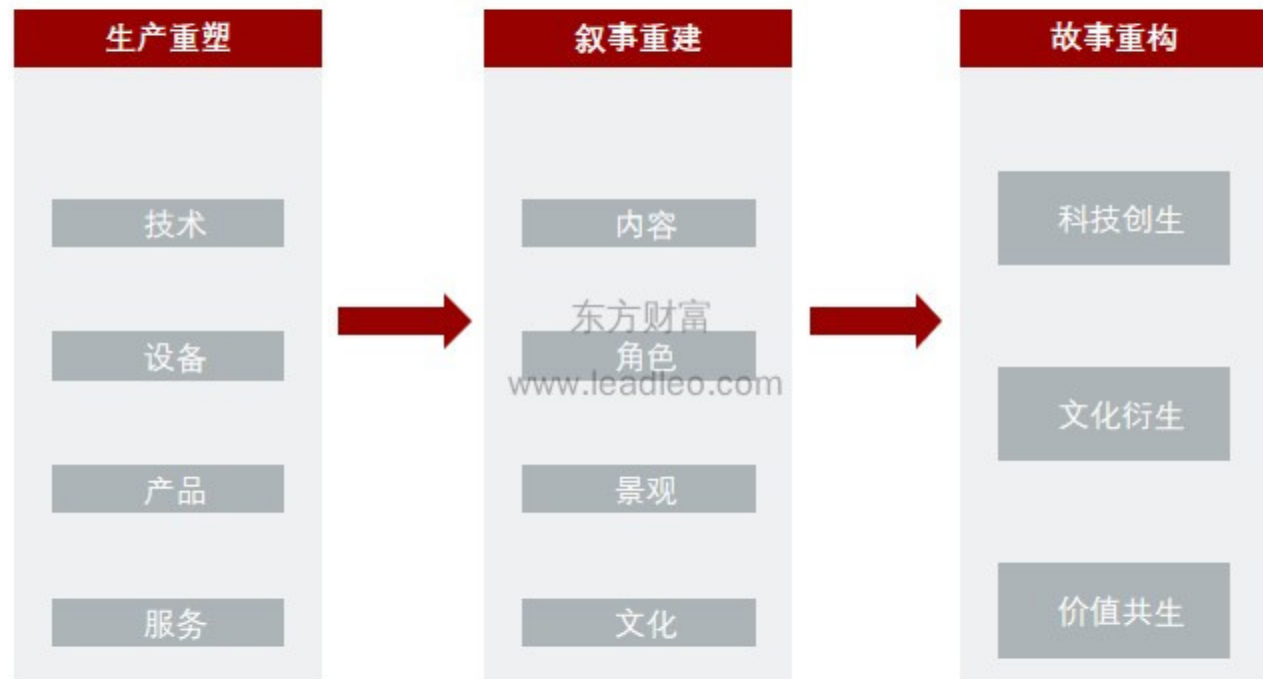 生产重塑
技术
设备
产品
服务
叙事重建
内容
东方财富
角色
www.leadleo.com
景观
文化
故事重构
科技创生
文化衍生
价值共生